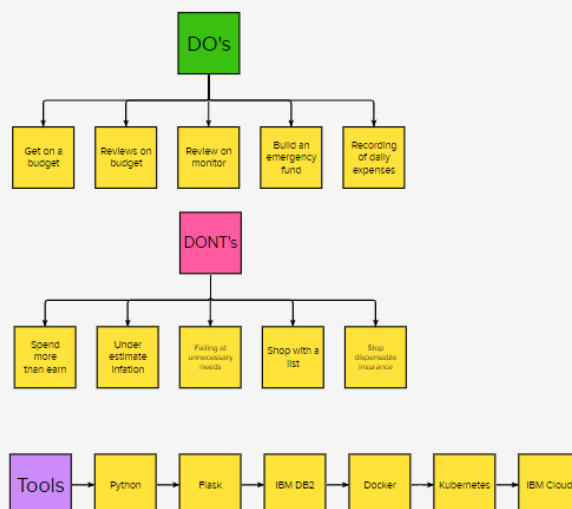 DO's
Get on a
budget
Reviews on
budget
Review on
monitor
Build an
emergency
fund
Recording
of daily
expenses
DONT's
Spend
more
than earn
Under
estimate
infation
Failing at
unnecessary
needs
Shop with a
list
Stop
dispensable
insurance
Tools
Python
Flask
IBM DB2
Docker
Kubernetes
IBM Cloud